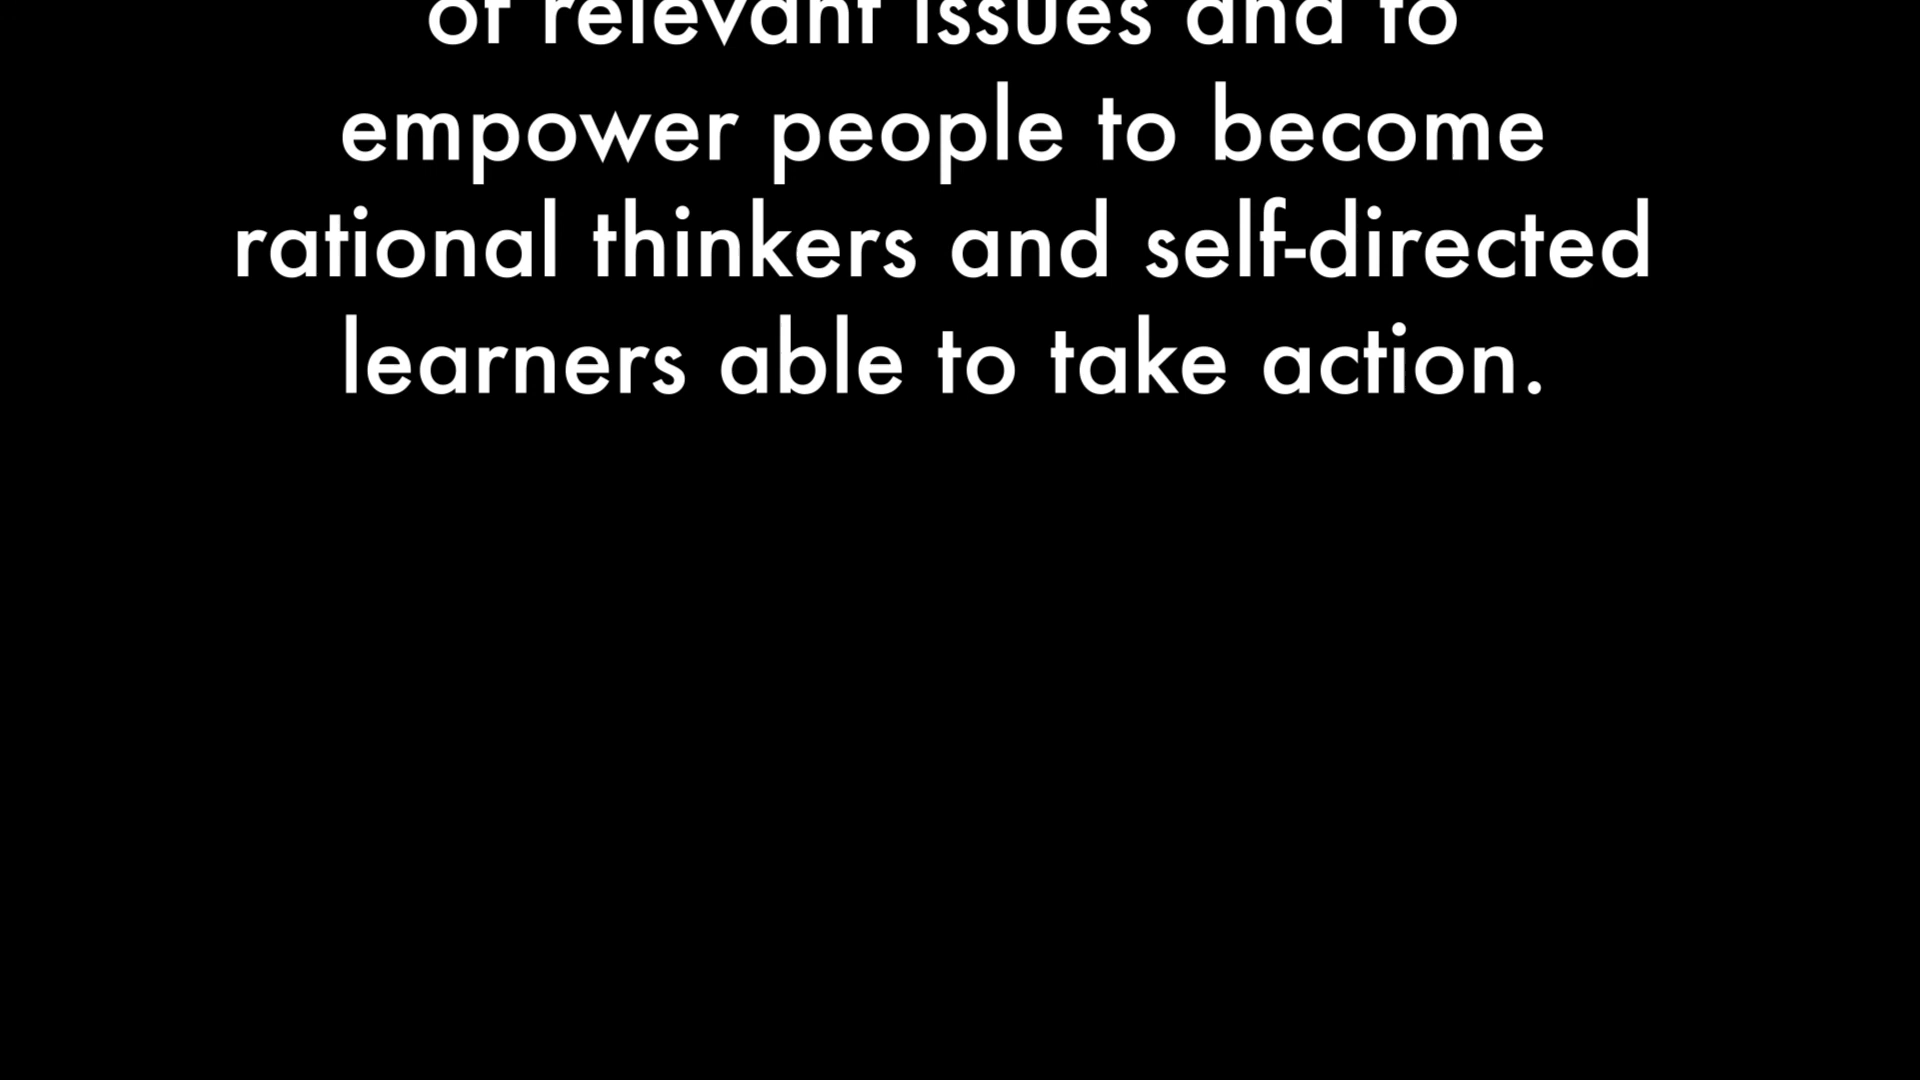 of relevant issues and to
empower people to become
rational thinkers and self-directed
learners able to take action.